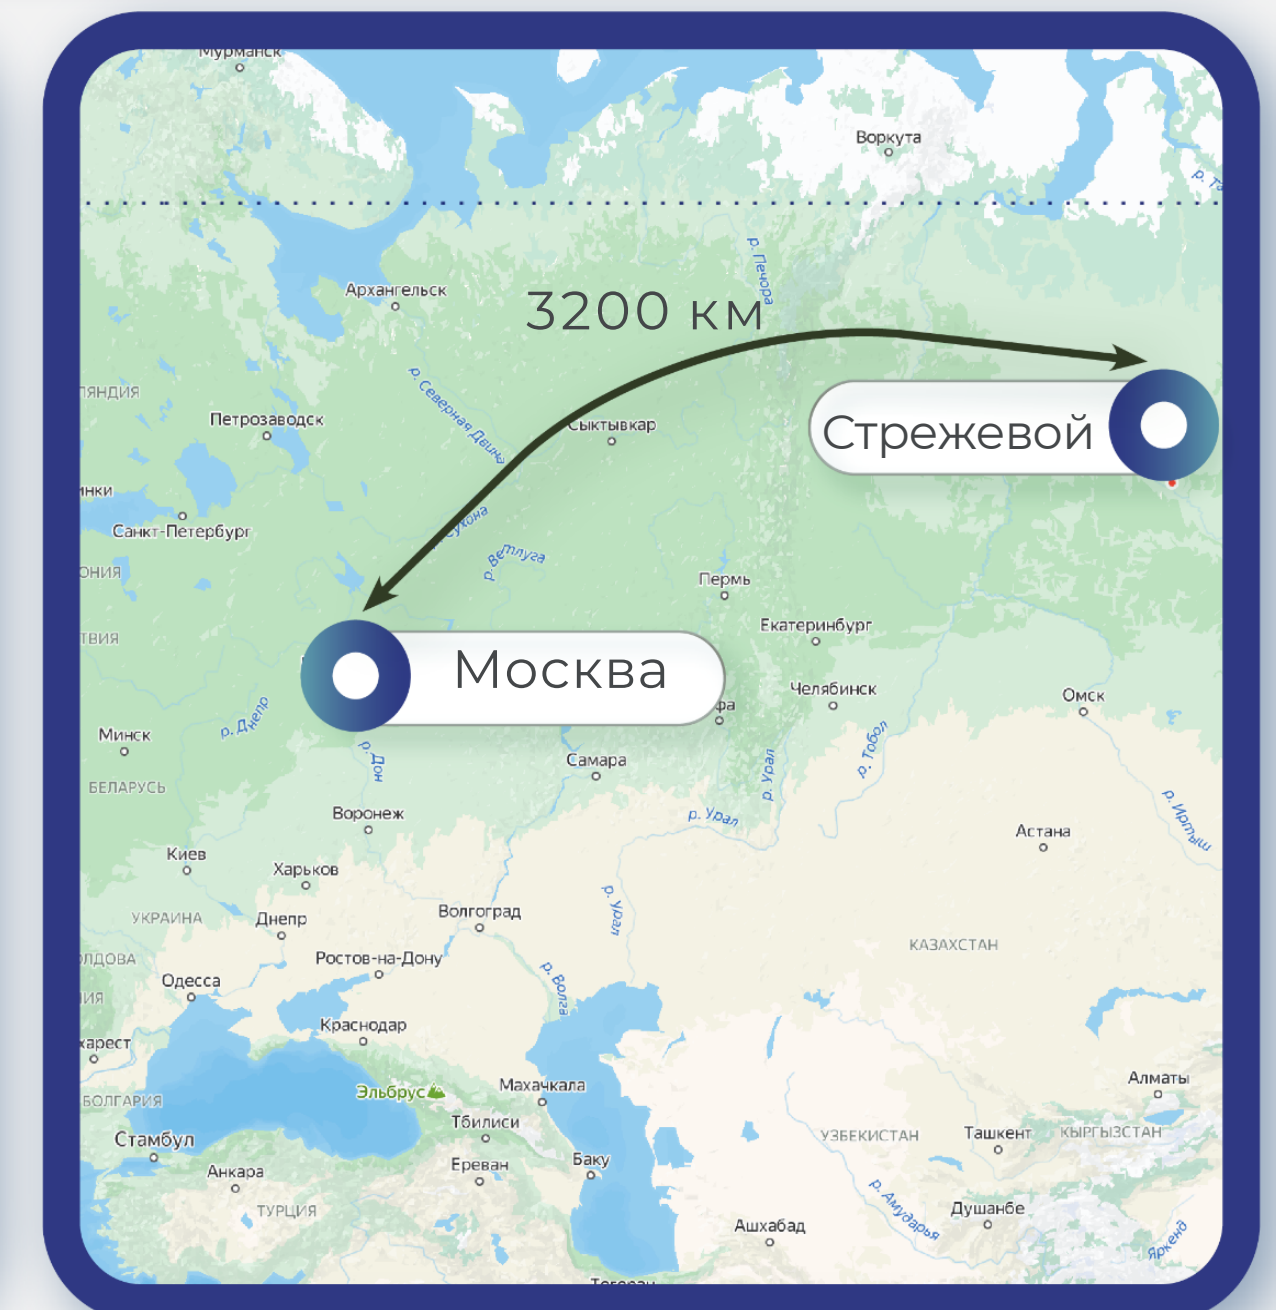 Мурманск
Воркута
р. Печора
Архангельск
3200 км
р. Северная Двина
Петрозаводск
Сыктывкар
Стрежевой
Санкт-Петербург
р. Ветлуга
Пермь
Екатеринбург
Москва
Челябинск
Омск
р. Днепр
Минск
р. Дон
Самара
р. Урал
р. Тобол
БЕЛАРУСЬ
Воронеж
р. Урал
р. Иртыш
Астана
Киев
Харьков
р. Урал
УКРАИНА
Днепр
Волгоград
КАЗАХСТАН
Ростов-на-Дону
р. Волга
Одесса
Краснодар
Эльбрус
Махачкала
Алматы
БОЛГАРИЯ
Тбилиси
Стамбул
УЗБЕКИСТАН
Ташкент
КЫРГЫЗСТАН
Анкара
Ереван
Баку
ТУРЦИЯ
р. Амударья
Душанбе
Ашхабад
Яркенд